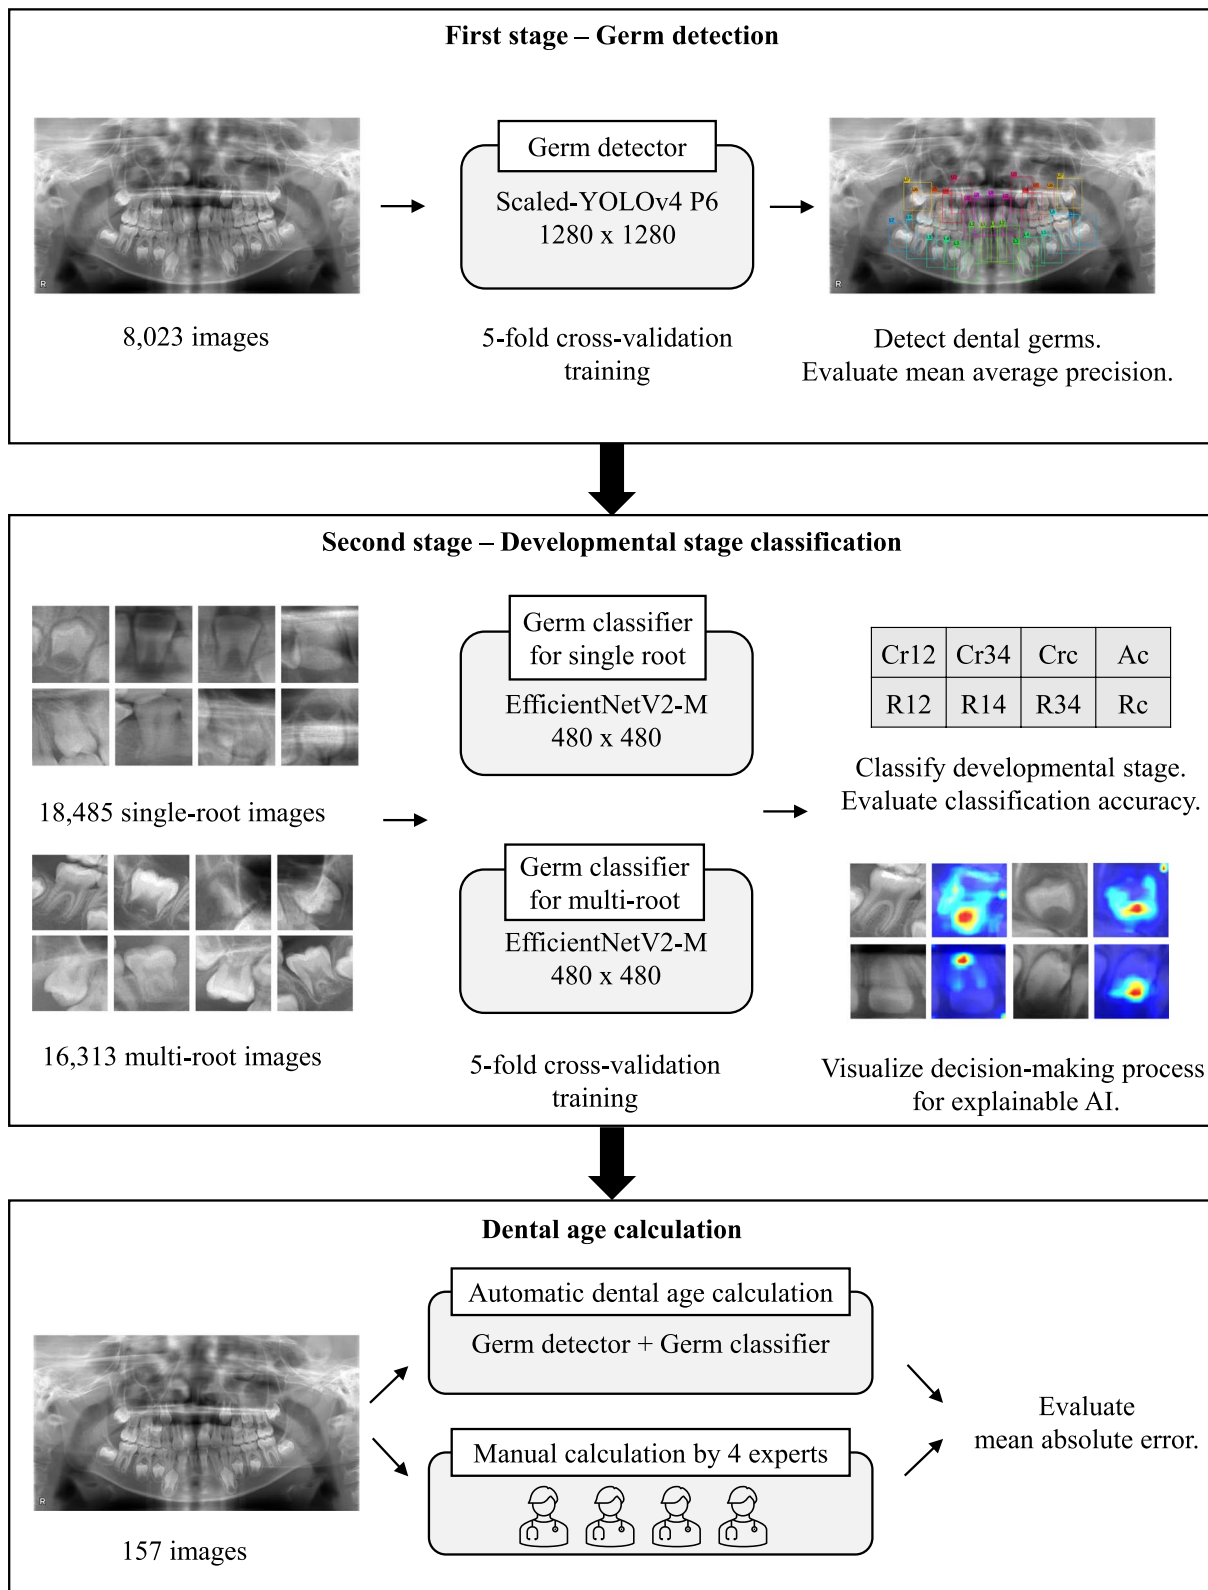 First stage – Germ detection
Germ detector
Scaled-YOLOv4 P6
1280 x 1280
R
R
8,023 images
5-fold cross-validation
training
Detect dental germs.
Evaluate mean average precision.
Second stage – Developmental stage classification
Germ classifier
for single root
EfficientNetV2-M
480 x 480
Cr12 Cr34 Crc Ac
R12 R14 R34 Rc
Classify developmental stage.
Evaluate classification accuracy.
18,485 single-root images
Germ classifier
for multi-root
EfficientNetV2-M
480 x 480
16,313 multi-root images
5-fold cross-validation
training
Visualize decision-making process
for explainable AI.
Dental age calculation
Automatic dental age calculation
Germ detector + Germ classifier
Evaluate
mean absolute error.
Manual calculation by 4 experts
R
157 images